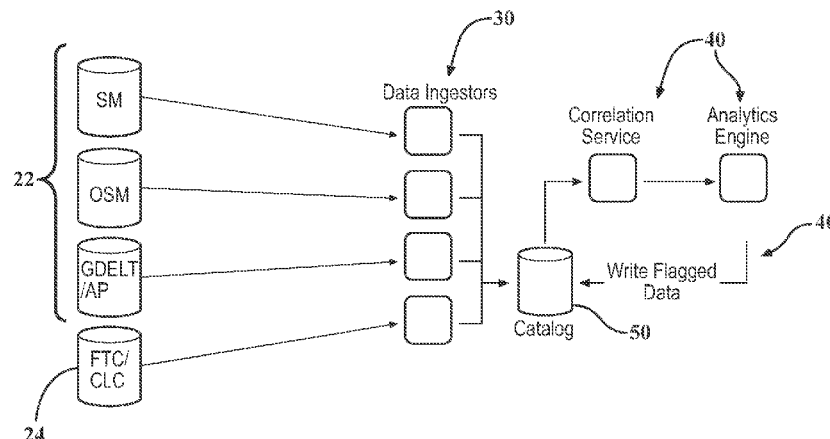 30
40
Data Ingestors
Correlation
Service
Analytics
Engine
SM
22
OSM
GDELT
/AP
40
Write Flagged
Data
Catalog
50
FTC/
CLC
24